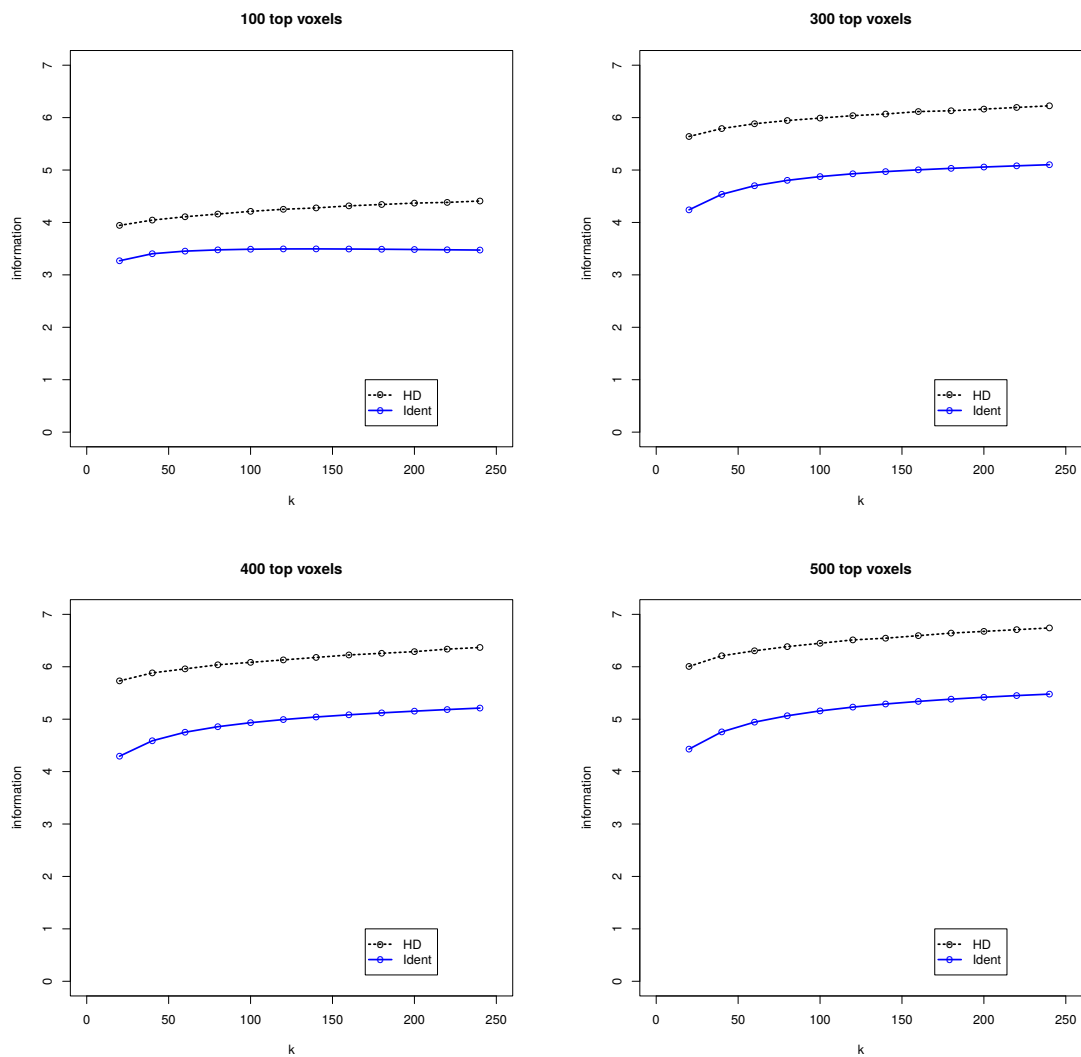 100 top voxels
information
7
6
5
4
3
2
1
0
HD
Ident
0 50 100 150 200 250
k
300 top voxels
information
7
6
5
4
3
2
1
0
HD
Ident
0 50 100 150 200 250
k
400 top voxels
information
7
6
5
4
3
2
1
0
HD
Ident
0 50 100 150 200 250
k
500 top voxels
information
7
6
5
4
3
2
1
0
HD
Ident
0 50 100 150 200 250
k